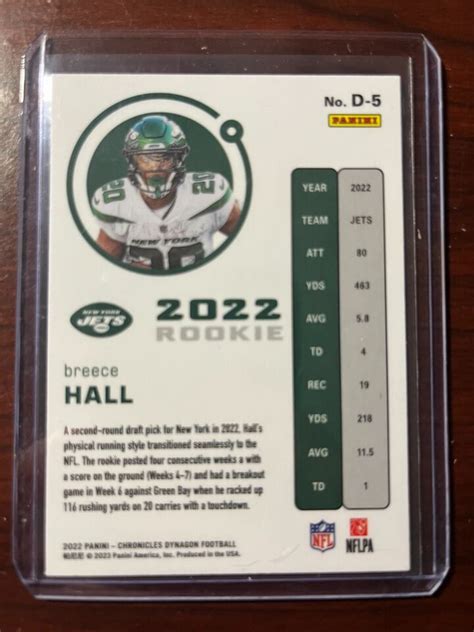 No. D-5
PANINI
20
20
NEW YORK
NEW YORK
JETS
2022
ROOKIE
breece
HALL
A second-round draft pick for New York in 2022, Hall's
physical running style transitioned seamlessly to the
NFL. The rookie posted four consecutive weeks a with
a score on the ground (Weeks 4-7) and had a breakout
game in Week 6 against Green Bay when he racked up
116 rushing yards on 20 carries with a touchdown.
YEAR 2022
TEAM JETS
ATT 80
YDS 463
AVG 5.8
TD 4
REC 19
YDS 218
AVG 11.5
TD 1
2022 PANINI - CHRONICLES DYNAGON FOOTBALL
© 2023 Panini America, Inc. Produced in the USA.
NFL
NFLPA